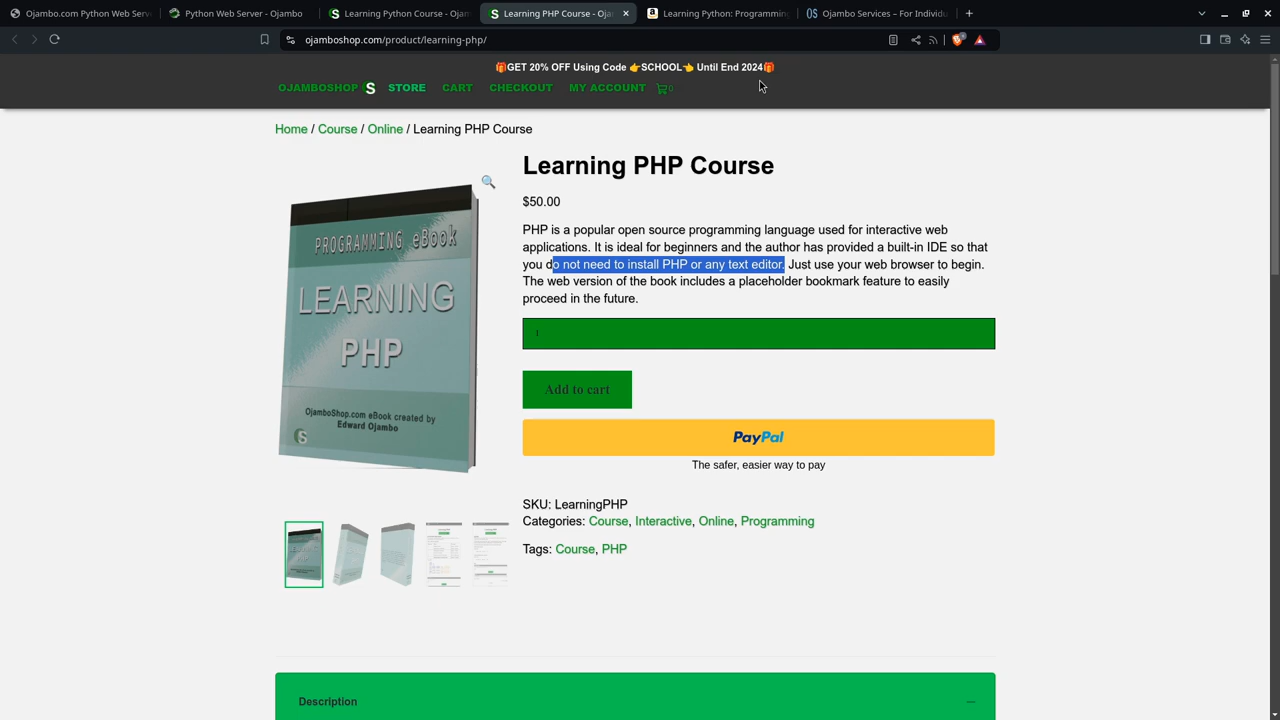 Ojambo.com Python Web Serv
Python Web Server - Ojambo
Learning Python Course - Ojam
Learning PHP Course - Oja
Learning Python: Programming
Ojambo Services – For Individu
ojamboshop.com/product/learning-php/
🎁GET 20% OFF Using Code 👉SCHOOL👈 Until End 2024🎁
OJAMBOSHOP S STORE CART CHECKOUT MY ACCOUNT 0
Home / Course / Online / Learning PHP Course
Learning PHP Course
$50.00
PHP is a popular open source programming language used for interactive web
applications. It is ideal for beginners and the author has provided a built-in IDE so that
you do not need to install PHP or any text editor. Just use your web browser to begin.
The web version of the book includes a placeholder bookmark feature to easily
proceed in the future.
1
Add to cart
PayPal
The safer, easier way to pay
SKU: LearningPHP
Categories: Course, Interactive, Online, Programming
Tags: Course, PHP
PROGRAMMING eBook
LEARNING
PHP
OjamboShop.com eBook created by
Edward Ojambo
S
Description